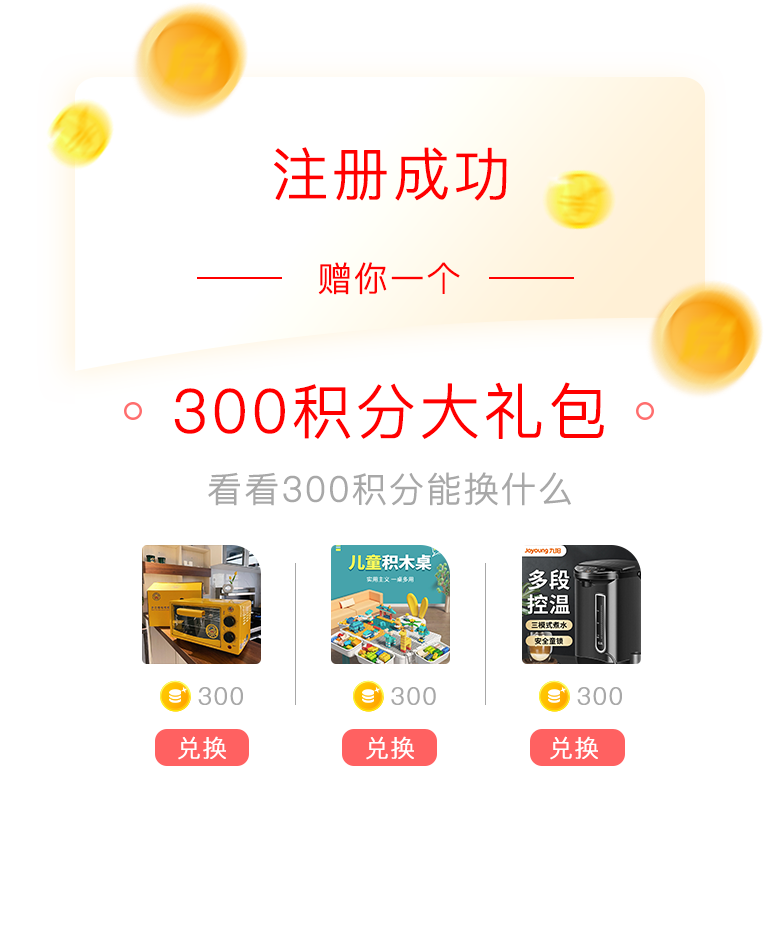 注册成功
赠你一个
300积分大礼包
看看300积分能换什么
Joyoung九阳
儿童积木桌
实用主义 一桌多用
多段
控温
三模式煮水
安全童锁
300 300 300
兑换 兑换 兑换